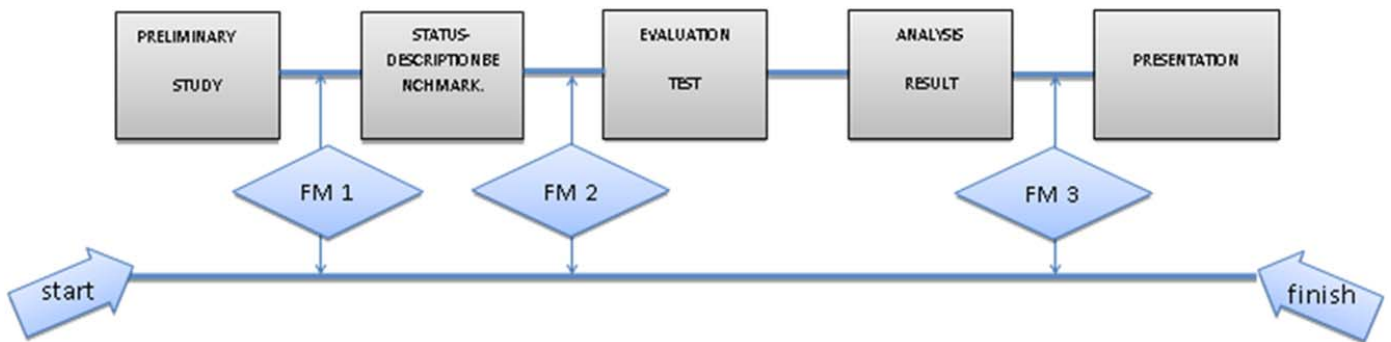 PRELIMINARY
STUDY
STATUS-
DESCRIPTIONBE
NCHMARK.
EVALUATION
TEST
ANALYSIS
RESULT
PRESENTATION
FM 1
FM 2
FM 3
start
finish